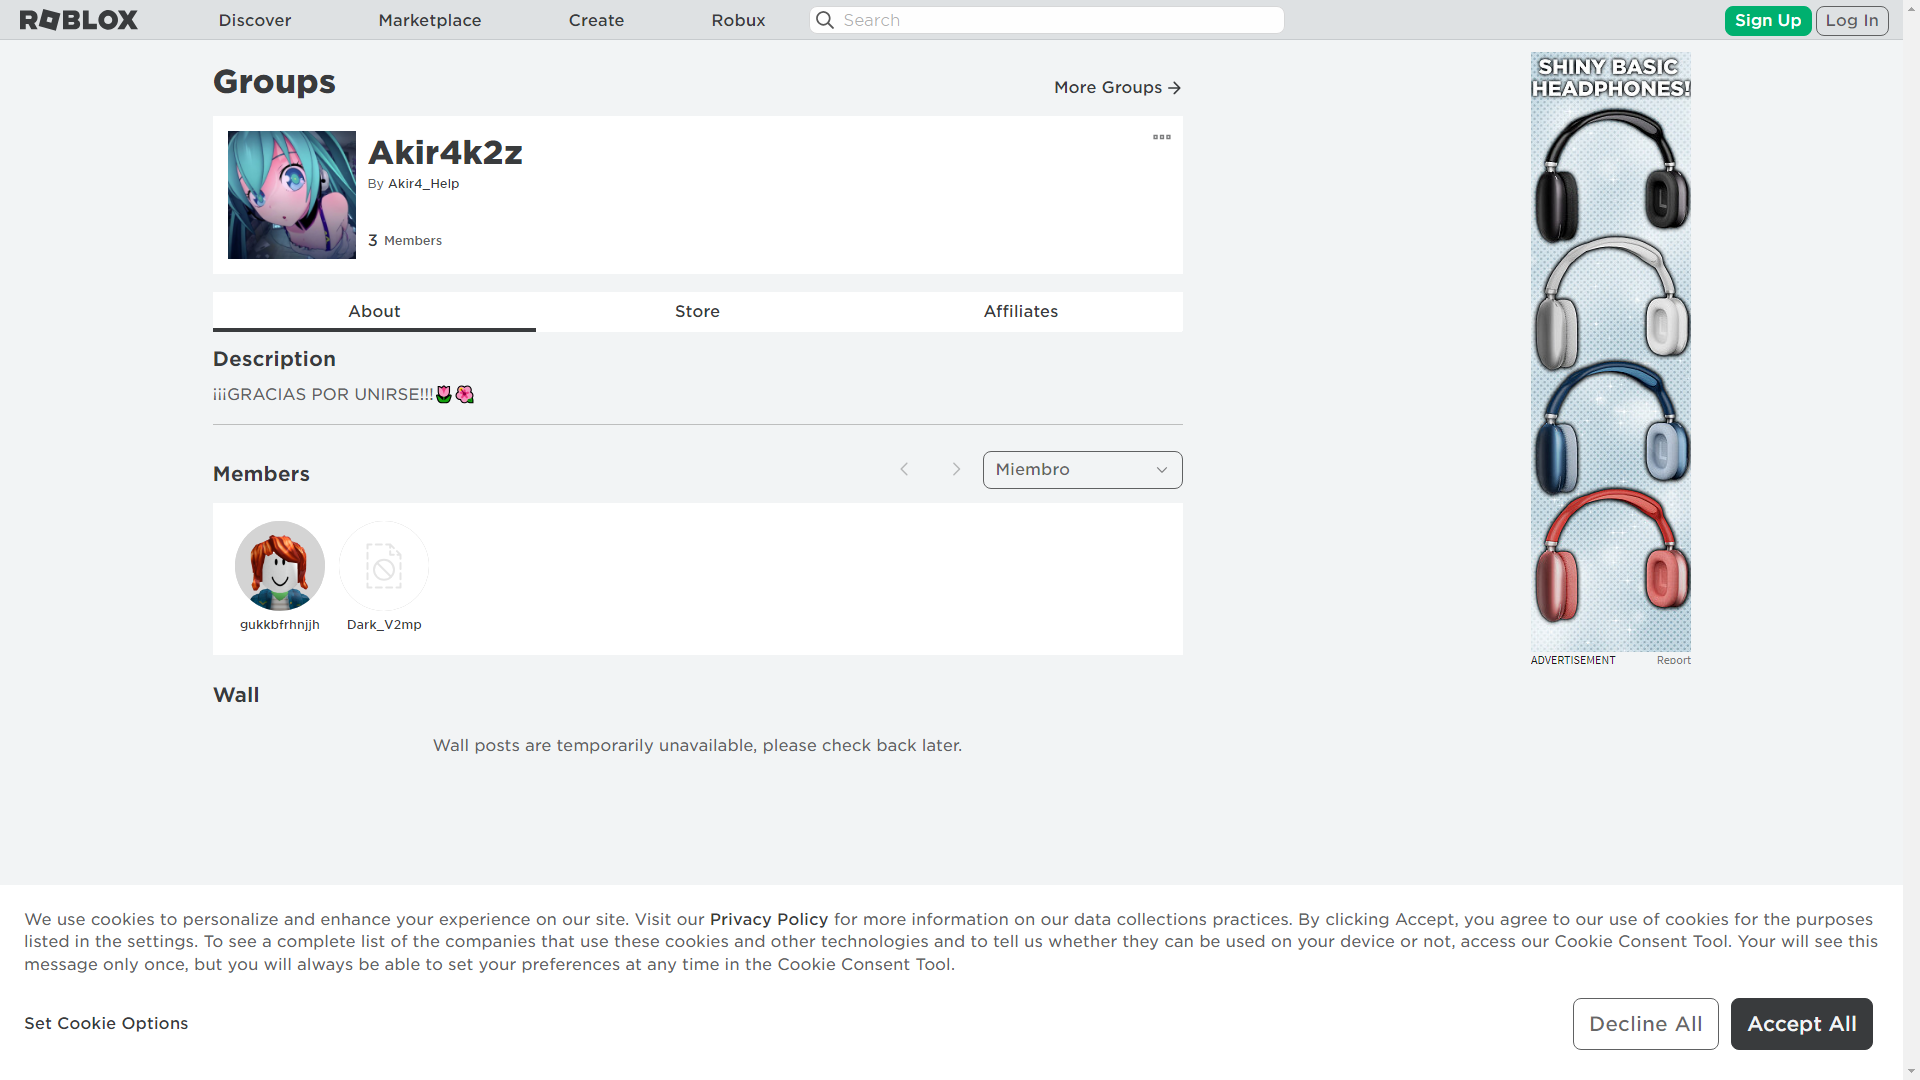 ROBLOX
Discover
Marketplace
Create
Robux
Search
Sign Up
Log In
Groups
More Groups
Akir4k2z
By Akir4_Help
3 Members
About
Store
Affiliates
Description
¡¡¡GRACIAS POR UNIRSE!!!🌷🌺
Members
Miembro
gukkbfrhnjjh
Dark_V2mp
Wall
Wall posts are temporarily unavailable, please check back later.
SHINY BASIC
HEADPHONES!
ADVERTISEMENT
Report
We use cookies to personalize and enhance your experience on our site. Visit our Privacy Policy for more information on our data collections practices. By clicking Accept, you agree to our use of cookies for the purposes
listed in the settings. To see a complete list of the companies that use these cookies and other technologies and to tell us whether they can be used on your device or not, access our Cookie Consent Tool. Your will see this
message only once, but you will always be able to set your preferences at any time in the Cookie Consent Tool.
Set Cookie Options
Decline All
Accept All